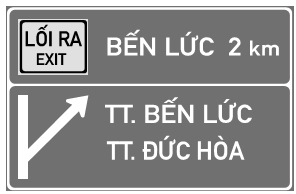 LỐI RA
EXIT
BẾN LỨC 2 km
TT. BẾN LỨC
TT. ĐỨC HÒA